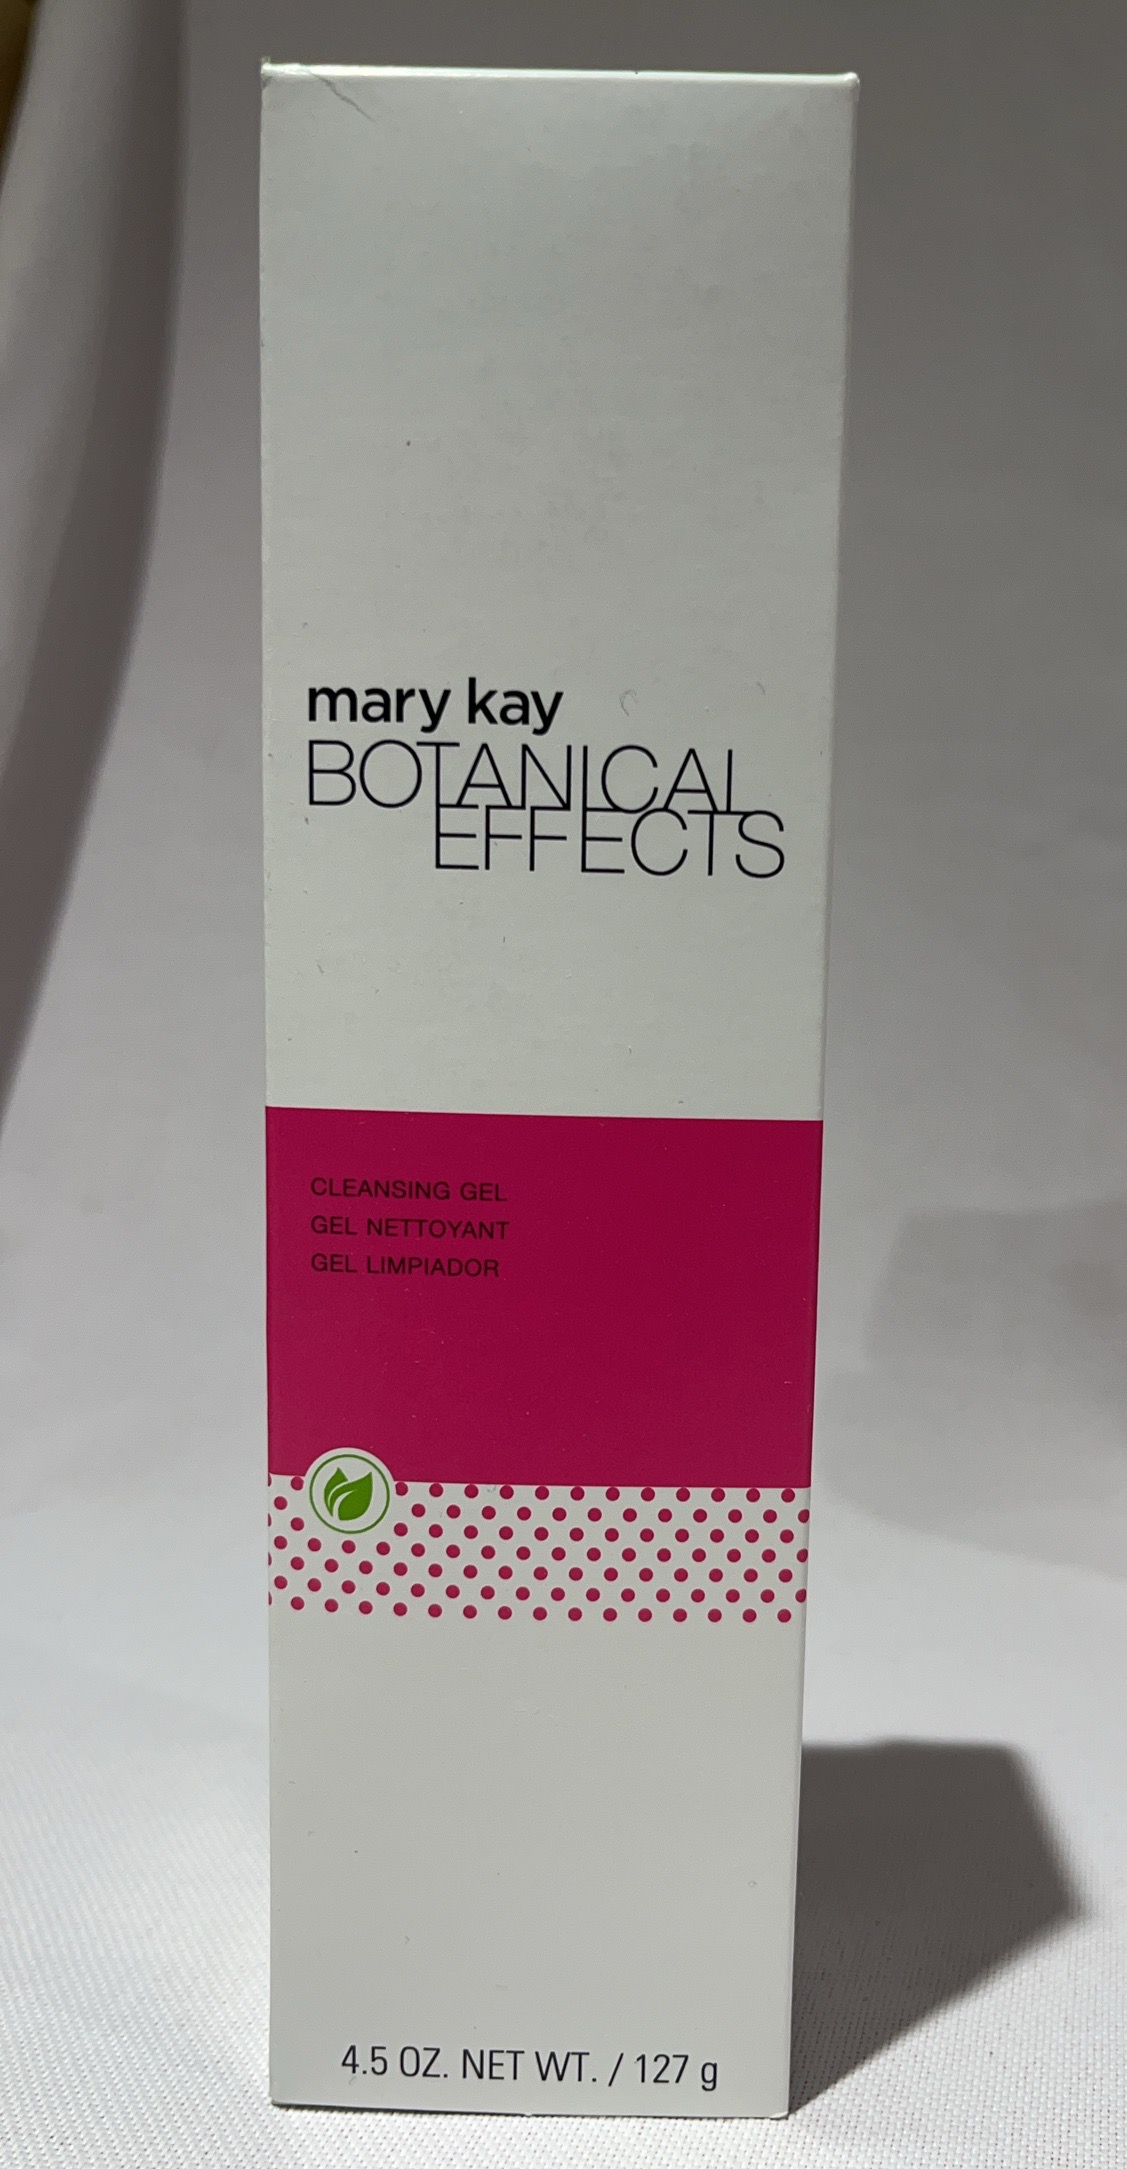 mary kay
BOTANICAL
EFFECTS
CLEANSING GEL
GEL NETTOYANT
GEL LIMPIADOR
4.5 OZ. NET WT. / 127 g